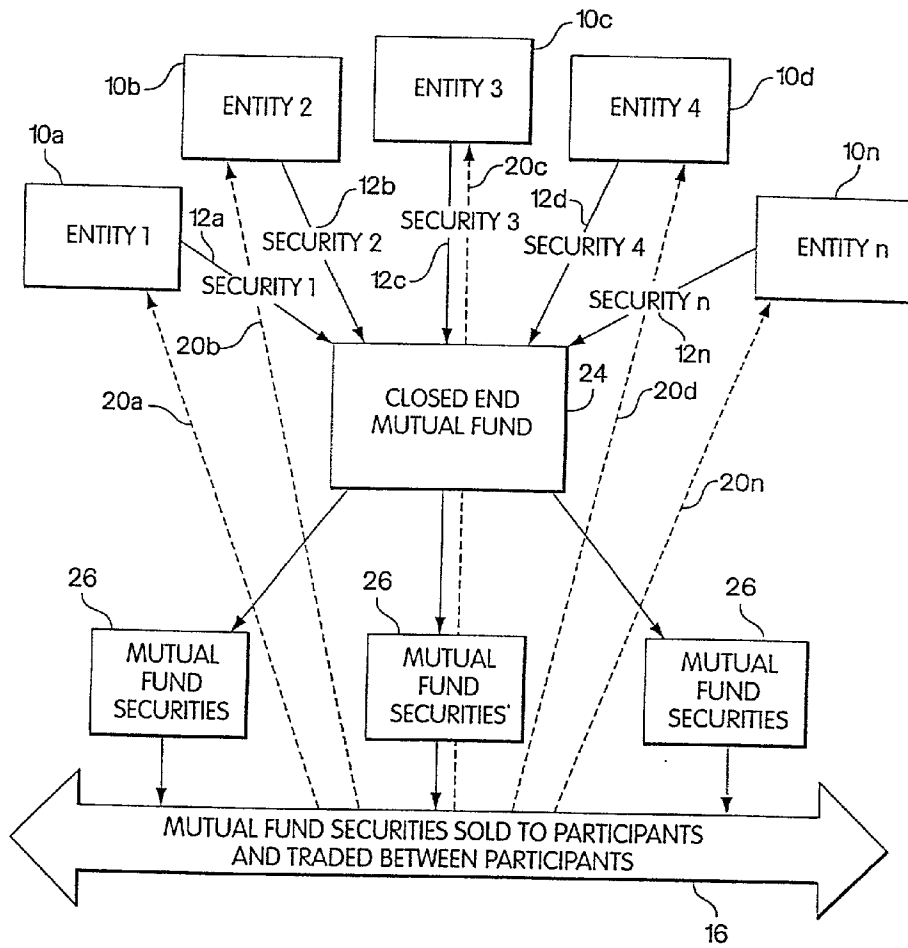 10c
10b
ENTITY 3
10d
ENTITY 2
ENTITY 4
10a
20c
10n
12b
12d
ENTITY 1
12a
SECURITY 3
ENTITY n
SECURITY 2
SECURITY 4
12c
SECURITY 1
SECURITY n
20b
12n
24
20a
CLOSED END
MUTUAL FUND
20d
20n
26
26
26
MUTUAL
FUND
SECURITIES
MUTUAL
FUND
SECURITIES'
MUTUAL
FUND
SECURITIES
MUTUAL FUND SECURITIES SOLD TO PARTICIPANTS
AND TRADED BETWEEN PARTICIPANTS
16